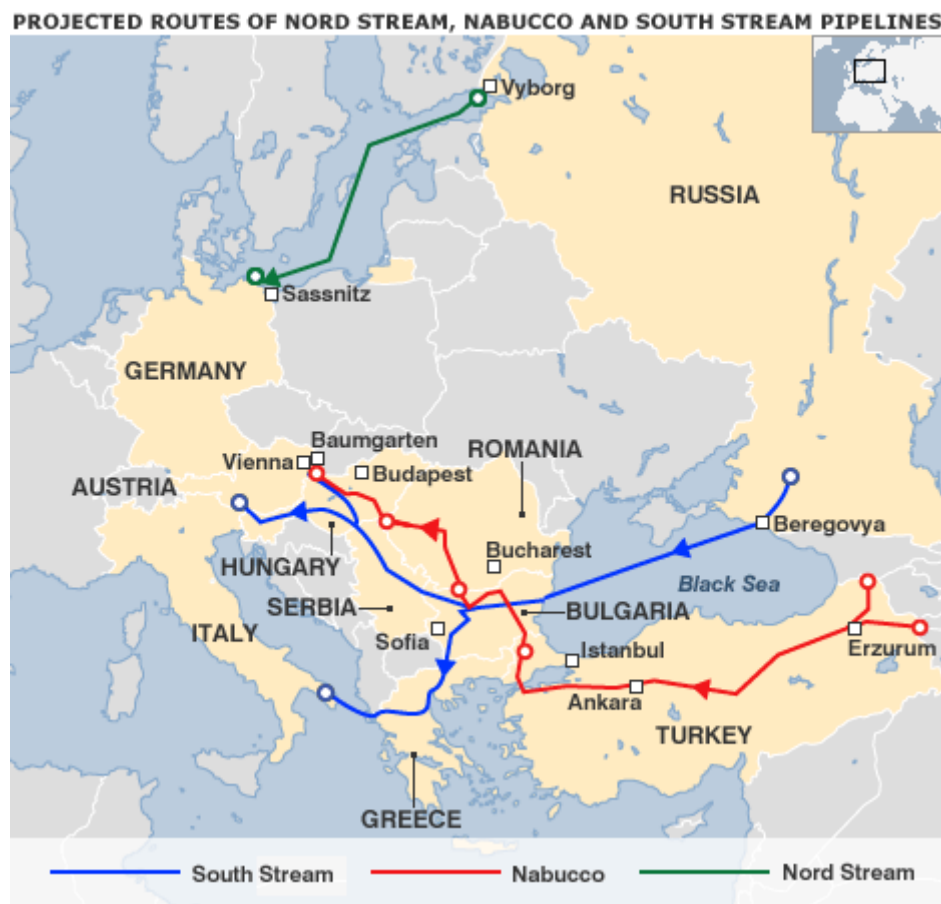 PROJECTED ROUTES OF NORD STREAM, NABUCCO AND SOUTH STREAM PIPELINES
Vyborg
RUSSIA
Sassnitz
GERMANY
Baumgarten
Vienna
ROMANIA
Budapest
AUSTRIA
Beregovya
Bucharest
HUNGARY
Black Sea
SERBIA
BULGARIA
ITALY
Sofia
Istanbul
Erzurum
Ankara
TURKEY
GREECE
South Stream
Nabucco
Nord Stream